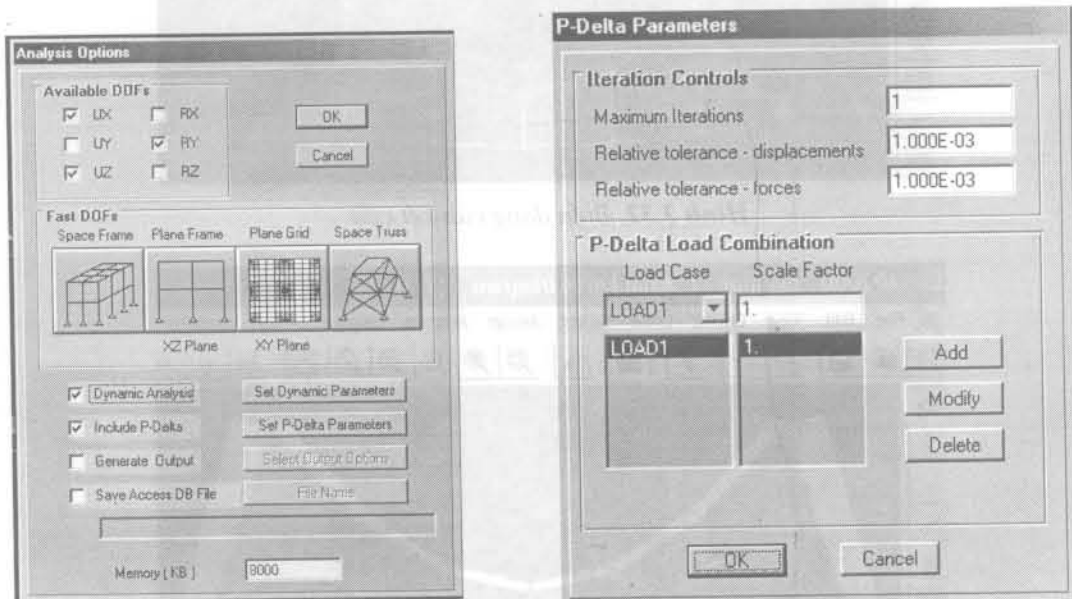 Analysis Options
Available DOFs
UX RX
UY RY
UZ RZ
OK
Cancel
Fast DOFs
Space Frame Plane Frame Plane Grid Space Truss
XZ Plane XY Plane
Dynamic Analysis Set Dynamic Parameters
Include P-Delta Set P-Delta Parameters
Generate Output Select Output Options
Save Access DB File File Name
Memory (KB)
P-Delta Parameters
Iteration Controls
Maximum Iterations 1
Relative tolerance - displacements 1.000E-03
Relative tolerance - forces 1.000E-03
P-Delta Load Combination
Load Case Scale Factor
LOAD1 1.
LOAD1 1.
Add
Modify
Delete
OK Cancel